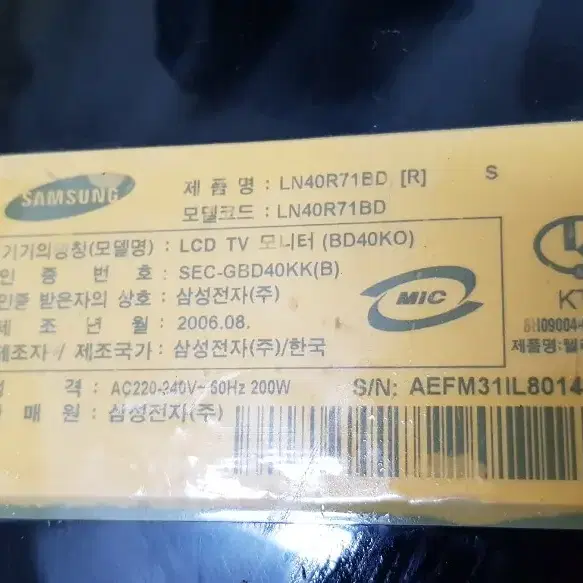 SAMSUNG
제 품 명 : LN40R71BD [R] S
모델코드 : LN40R71BD
기기의명칭(모델명) : LCD TV 모니터 (BD40KO)
인 증 번 호 : SEC-GBD40KK(B)
인증 받은자의 상호 : 삼성전자(주)
MIC
제 조 년 월 : 2006.08.
제조자 / 제조국가 : 삼성전자(주)/한국
제품명:
격 : AC220-240V~ 60Hz 200W
S/N: AEFM31IL8014
매 원 : 삼성전자(주)